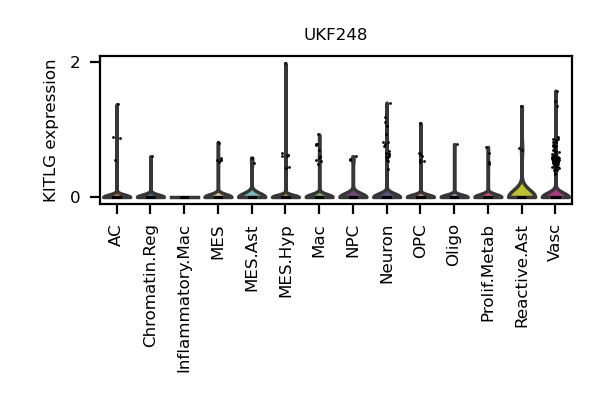 UKF248
KITLG expression
2
0
AC
Chromatin.Reg
Inflammatory.Mac
MES
MES.Ast
MES.Hyp
Mac
NPC
Neuron
OPC
Oligo
Prolif.Metab
Reactive.Ast
Vasc